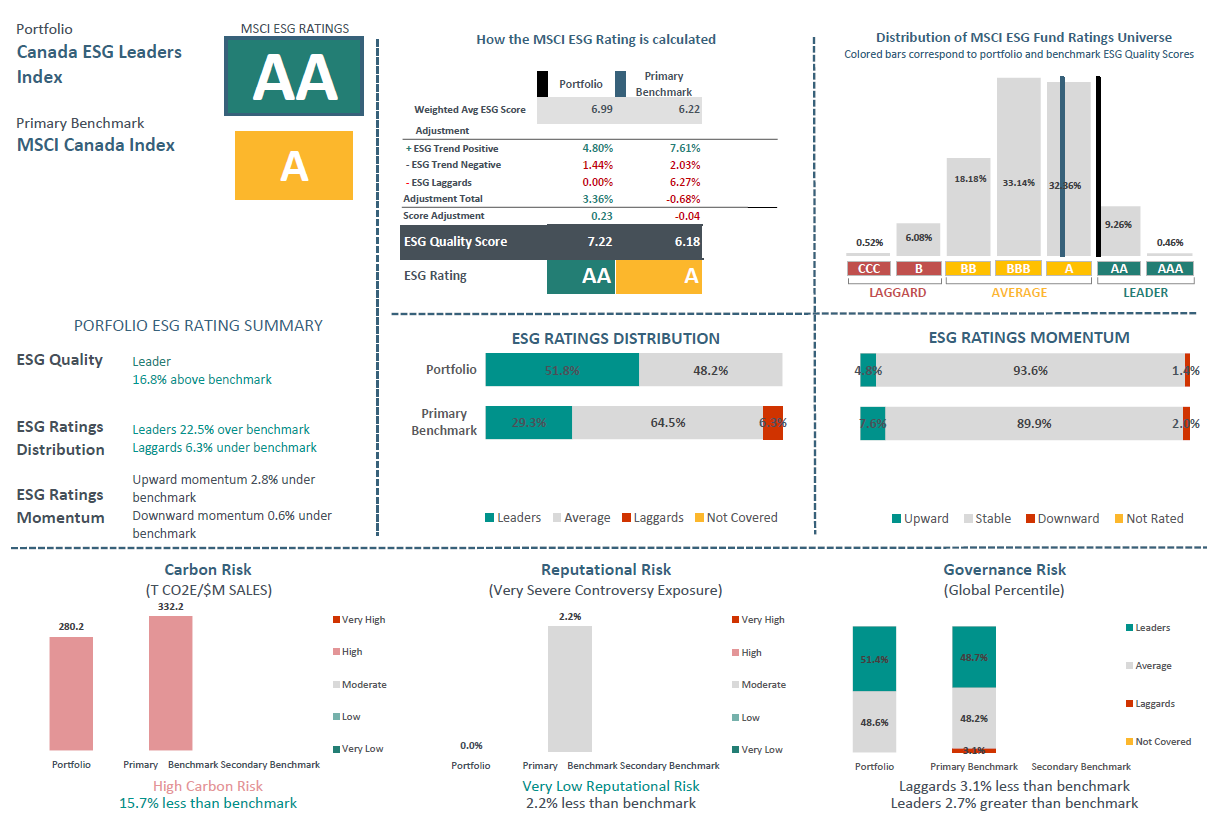 Portfolio
Canada ESG Leaders
Index
MSCI ESG RATINGS
AA
Primary Benchmark
MSCI Canada Index
A
How the MSCI ESG Rating is calculated
Portfolio Primary
Benchmark
Weighted Avg ESG Score 6.99 6.22
Adjustment
+ ESG Trend Positive 4.80% 7.61%
- ESG Trend Negative 1.44% 2.03%
- ESG Laggards 0.00% 6.27%
Adjustment Total 3.36% -0.68%
Score Adjustment 0.23 -0.04
ESG Quality Score 7.22 6.18
ESG Rating AA A
Distribution of MSCI ESG Fund Ratings Universe
Colored bars correspond to portfolio and benchmark ESG Quality Scores
0.52% 6.08% 18.18% 33.14% 32.36% 9.26% 0.46%
CCC B BB BBB A AA AAA
LAGGARD AVERAGE LEADER
PORFOLIO ESG RATING SUMMARY
ESG Quality
Leader
16.8% above benchmark
ESG Ratings
Distribution
Leaders 22.5% over benchmark
Laggards 6.3% under benchmark
ESG Ratings
Momentum
Upward momentum 2.8% under
benchmark
Downward momentum 0.6% under
benchmark
ESG RATINGS DISTRIBUTION
Portfolio 51.8% 48.2%
Primary
Benchmark
29.3% 64.5% 6.3%
Leaders Average Laggards Not Covered
ESG RATINGS MOMENTUM
4.8% 93.6% 1.4%
7.6% 89.9% 2.0%
Upward Stable Downward Not Rated
Carbon Risk
(T CO2E/$M SALES)
332.2
280.2
Very High
High
Moderate
Low
Very Low
Portfolio Primary Benchmark Secondary Benchmark
High Carbon Risk
15.7% less than benchmark
Reputational Risk
(Very Severe Controversy Exposure)
2.2%
0.0%
Very High
High
Moderate
Low
Very Low
Portfolio Primary Benchmark Secondary Benchmark
Very Low Reputational Risk
2.2% less than benchmark
Governance Risk
(Global Percentile)
51.4% 48.7%
48.6% 48.2%
3.1%
Leaders
Average
Laggards
Not Covered
Portfolio Primary Benchmark Secondary Benchmark
Laggards 3.1% less than benchmark
Leaders 2.7% greater than benchmark